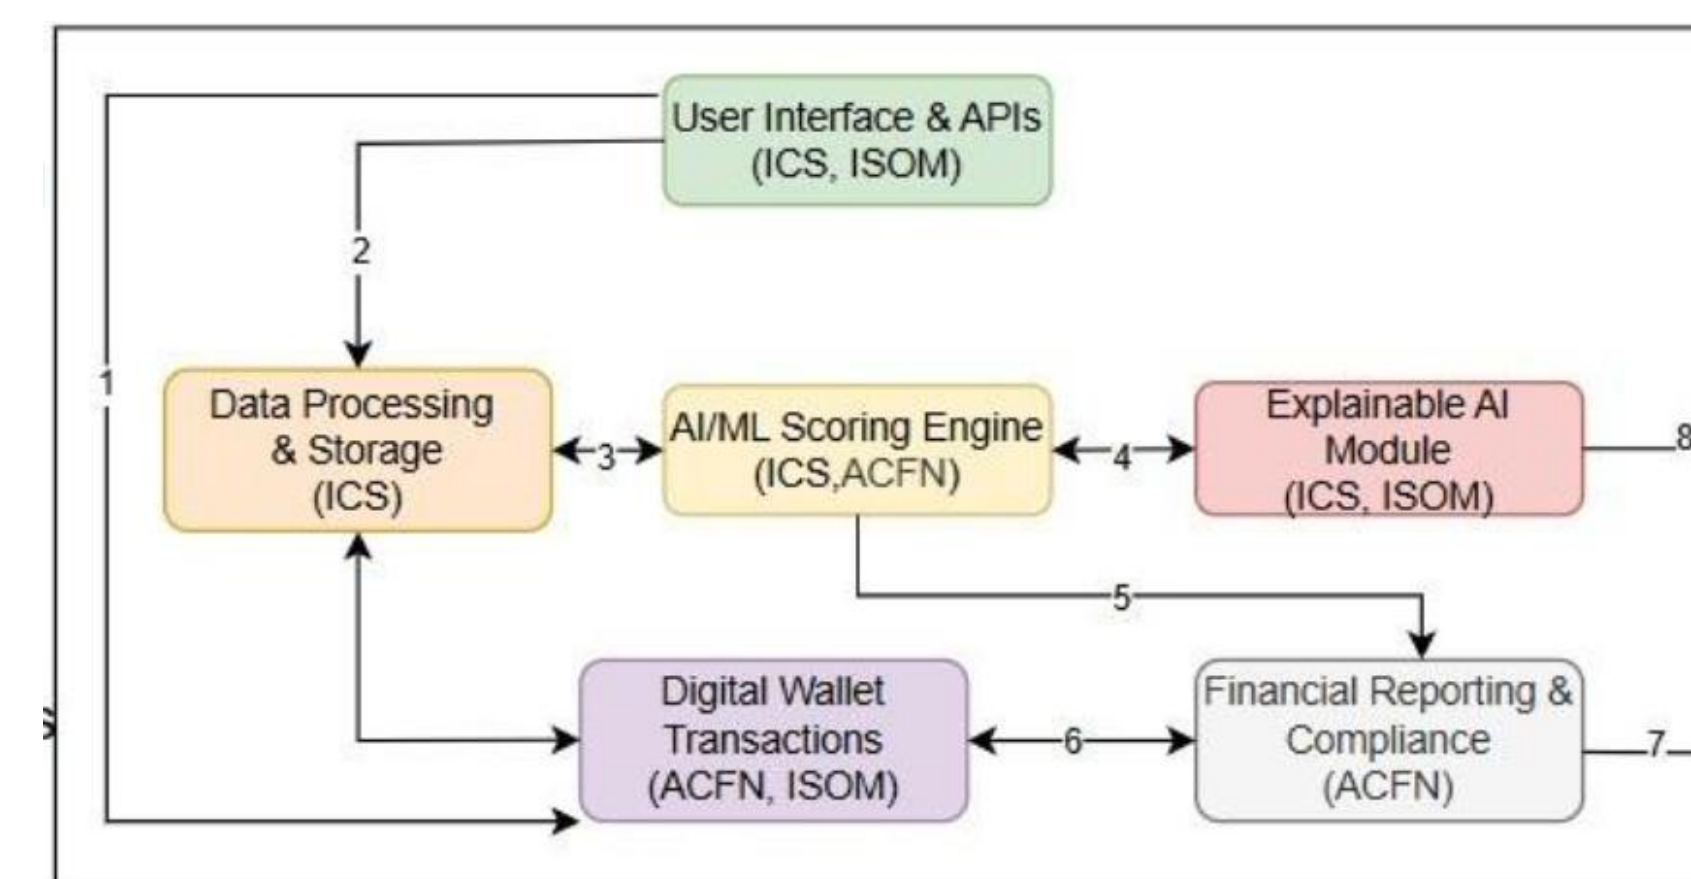 User Interface & APIs
(ICS, ISOM)
2
1
Data Processing
& Storage
(ICS)
3
AI/ML Scoring Engine
(ICS,ACFN)
4
Explainable AI
Module
(ICS, ISOM)
8
5
Digital Wallet
Transactions
(ACFN, ISOM)
6
Financial Reporting &
Compliance
(ACFN)
7